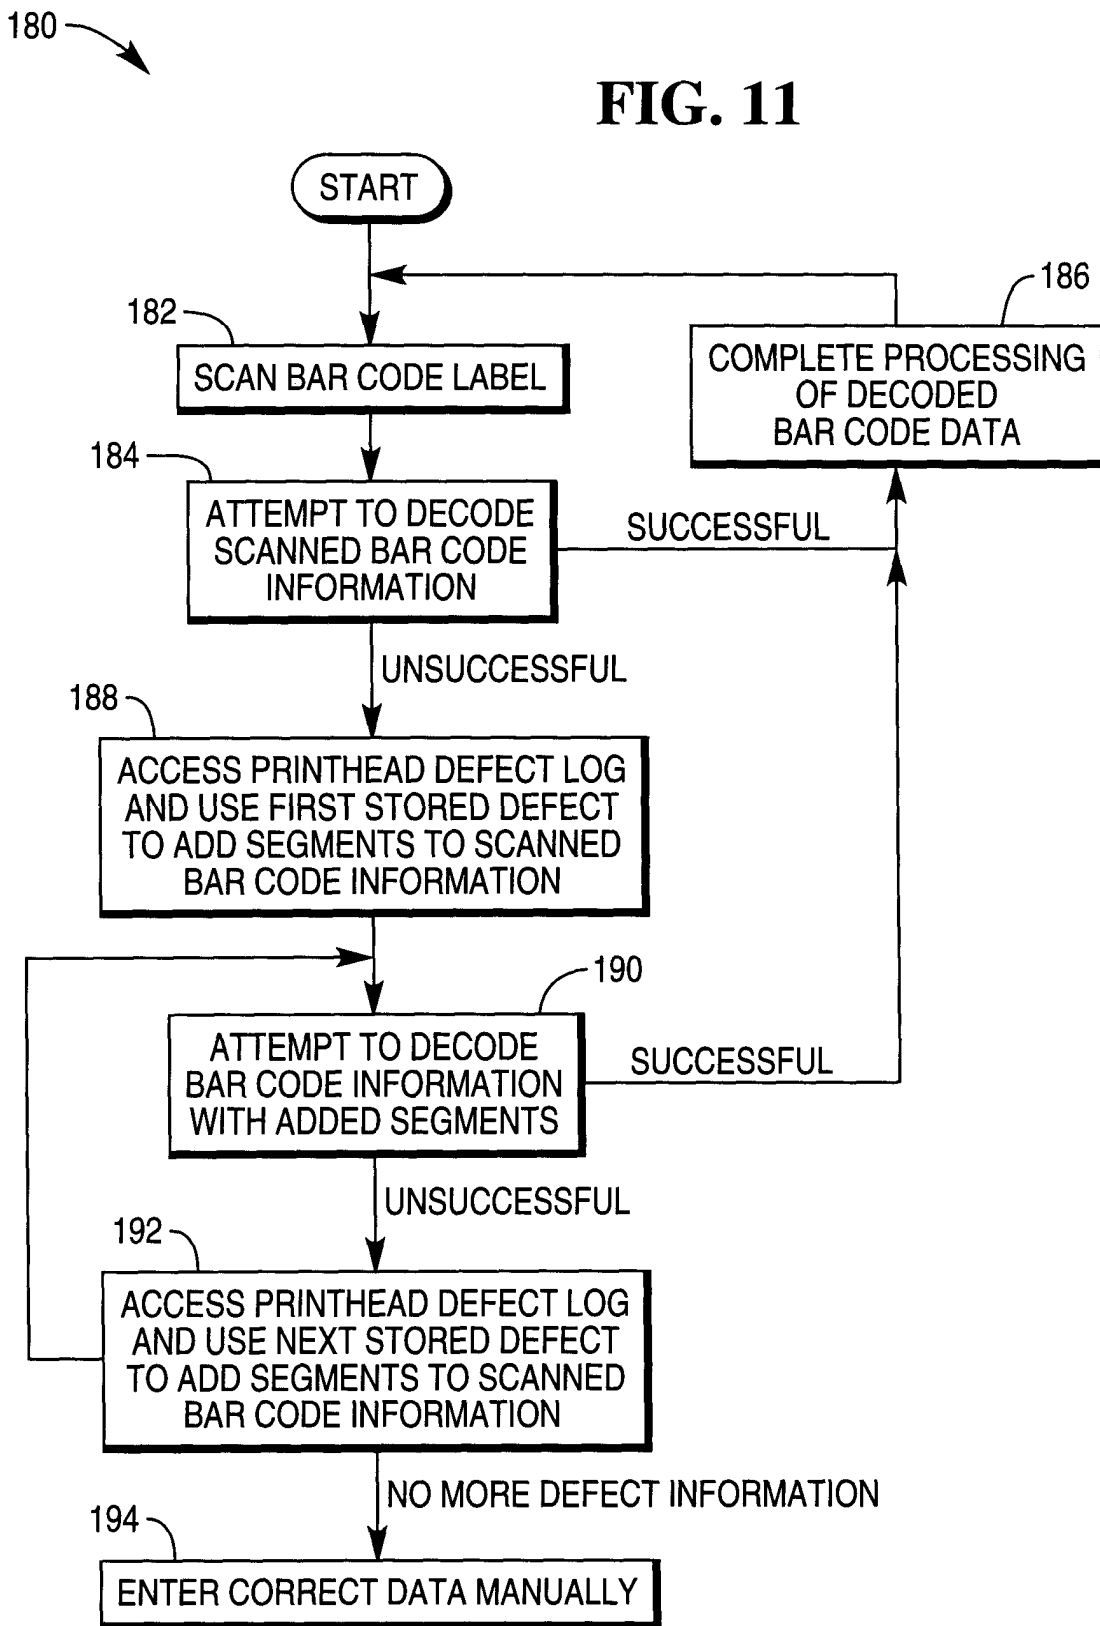 180
FIG. 11
START
186
182
SCAN BAR CODE LABEL
COMPLETE PROCESSING
OF DECODED
BAR CODE DATA
184
ATTEMPT TO DECODE
SCANNED BAR CODE
INFORMATION
SUCCESSFUL
UNSUCCESSFUL
188
ACCESS PRINTHEAD DEFECT LOG
AND USE FIRST STORED DEFECT
TO ADD SEGMENTS TO SCANNED
BAR CODE INFORMATION
190
ATTEMPT TO DECODE
BAR CODE INFORMATION
WITH ADDED SEGMENTS
SUCCESSFUL
UNSUCCESSFUL
192
ACCESS PRINTHEAD DEFECT LOG
AND USE NEXT STORED DEFECT
TO ADD SEGMENTS TO SCANNED
BAR CODE INFORMATION
NO MORE DEFECT INFORMATION
194
ENTER CORRECT DATA MANUALLY